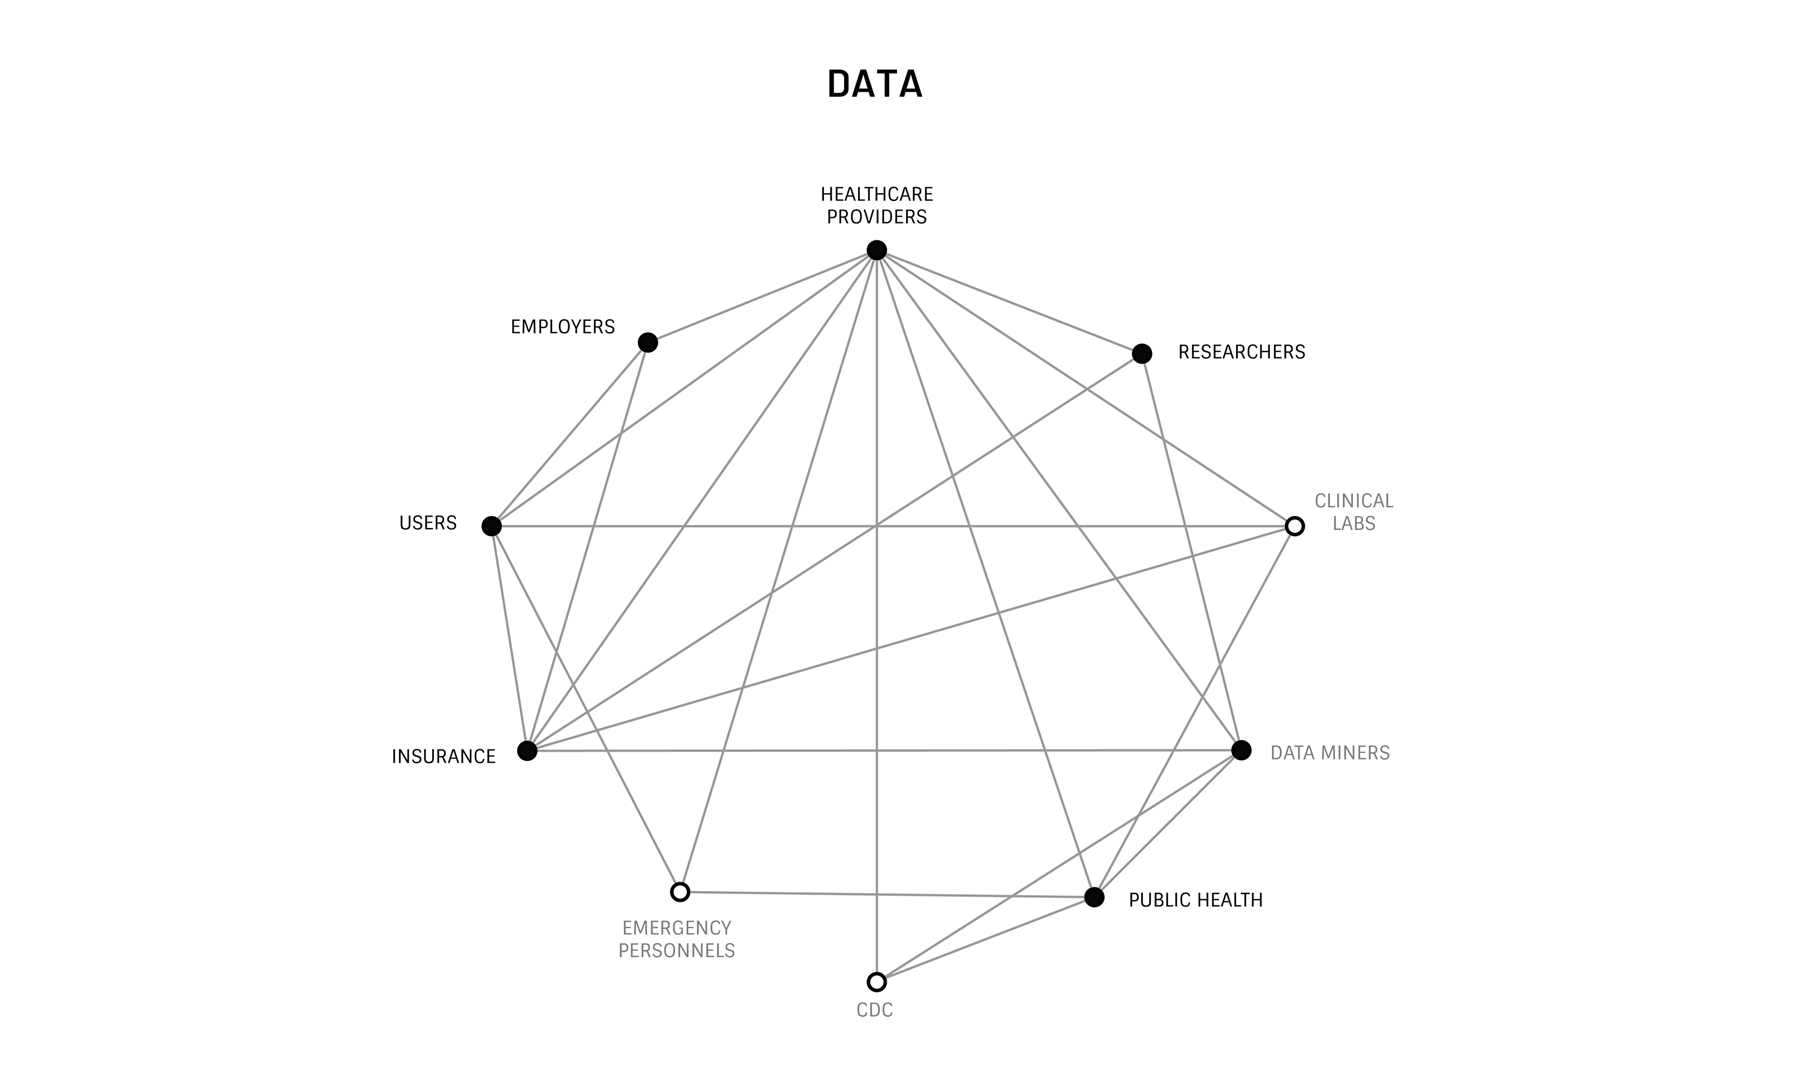 DATA
HEALTHCARE
PROVIDERS
EMPLOYERS
RESEARCHERS
CLINICAL
LABS
USERS
INSURANCE
DATA MINERS
PUBLIC HEALTH
EMERGENCY
PERSONNELS
CDC